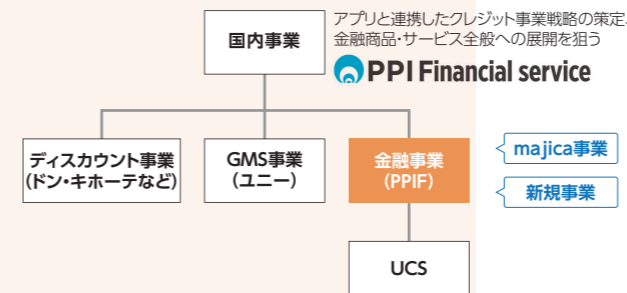 国内事業
アプリと連携したクレジット事業戦略の策定、
金融商品・サービス全般への展開を狙う
PPI Financial service
ディスカウント事業
(ドン・キホーテなど)
GMS事業
(ユニー)
金融事業
(PPIF)
majica事業
新規事業
UCS